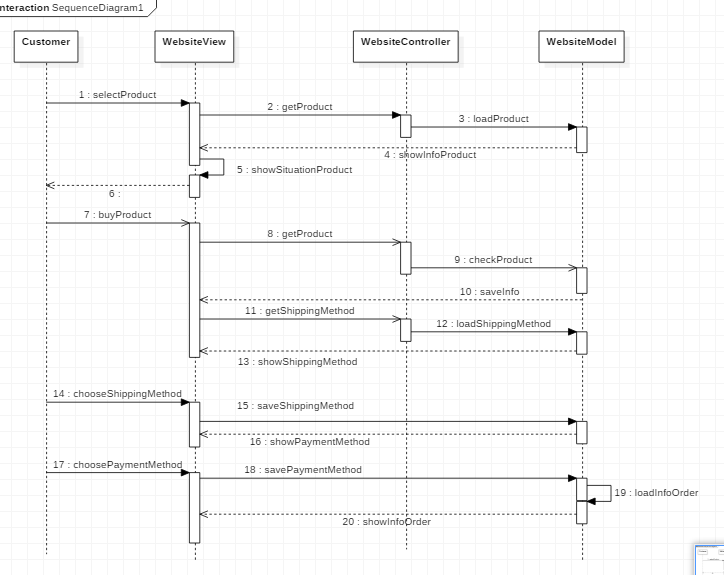 nteraction SequenceDiagram1
Customer
WebsiteView
WebsiteController
WebsiteModel
1 : selectProduct
2 : getProduct
3 : loadProduct
4 : showInfoProduct
5 : showSituationProduct
6 :
7 : buyProduct
8 : getProduct
9 : checkProduct
10 : saveInfo
11 : getShippingMethod
12 : loadShippingMethod
13 : showShippingMethod
14 : chooseShippingMethod
15 : saveShippingMethod
16 : showPaymentMethod
17 : choosePaymentMethod
18 : savePaymentMethod
19 : loadInfoOrder
20 : showInfoOrder